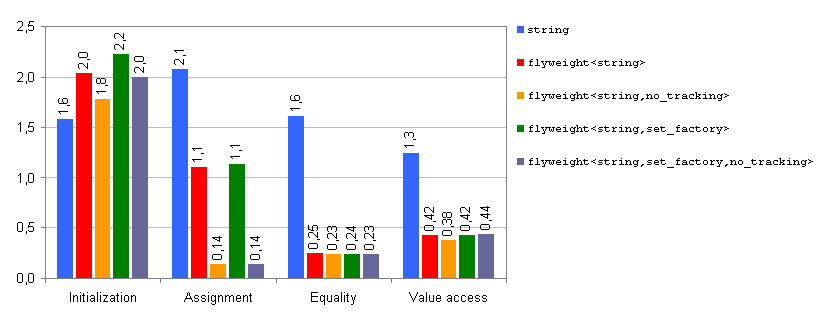 2,5
2,0
1,5
1,0
0,5
0,0
1,6
2,0
1,8
2,2
2,0
2,1
1,1
0,14
1,1
0,14
1,6
0,25
0,23
0,24
0,23
1,3
0,42
0,38
0,42
0,44
Initialization
Assignment
Equality
Value access
string
flyweight<string>
flyweight<string,no_tracking>
flyweight<string,set_factory>
flyweight<string,set_factory,no_tracking>